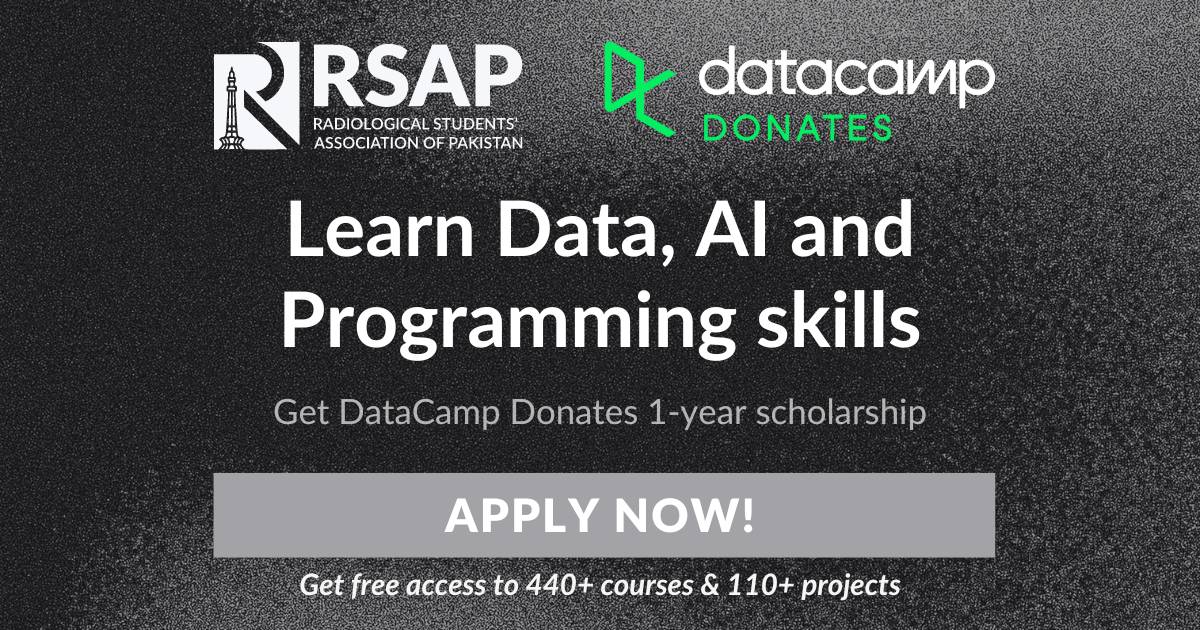 RSAP
RADIOLOGICAL STUDENTS'
ASSOCIATION OF PAKISTAN
datacamp
DONATES
Learn Data, AI and
Programming skills
Get DataCamp Donates 1-year scholarship
APPLY NOW!
Get free access to 440+ courses & 110+ projects